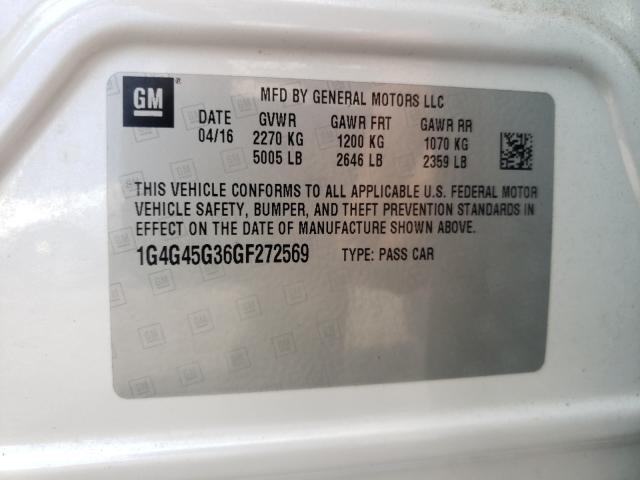 GM
MFD BY GENERAL MOTORS LLC
DATE GVWR GAWR FRT GAWR RR
04/16 2270 KG 1200 KG 1070 KG
5005 LB 2646 LB 2359 LB
THIS VEHICLE CONFORMS TO ALL APPLICABLE U.S. FEDERAL MOTOR
VEHICLE SAFETY, BUMPER, AND THEFT PREVENTION STANDARDS IN
EFFECT ON THE DATE OF MANUFACTURE SHOWN ABOVE.
1G4G45G36GF272569 TYPE: PASS CAR